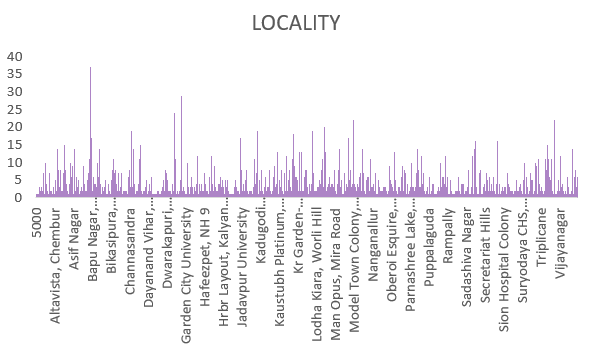 LOCALITY
40
35
30
25
20
15
10
5
0
5000
Altavista, Chembur
Asif Nagar
Bapu Nagar,...
Bikasipura,...
Channasandra
Dayanand Vihar,...
Dwarakapuri,...
Garden City University
Hafeezpet, NH 9
Hrbr Layout, Kalyan...
Jadavpur University
Kadugodi...
Kaustubh Platinum,...
Kr Garden-...
Lodha Kiara, Worli Hill
Man Opus, Mira Road
Model Town Colony,...
Nanganallur
Oberoi Esquire,...
Parnashree Lake,...
Puppalaguda
Rampally
Sadashiva Nagar
Secretariat Hills
Sion Hospital Colony
Suryodaya CHS,...
Triplicane
Vijayanagar